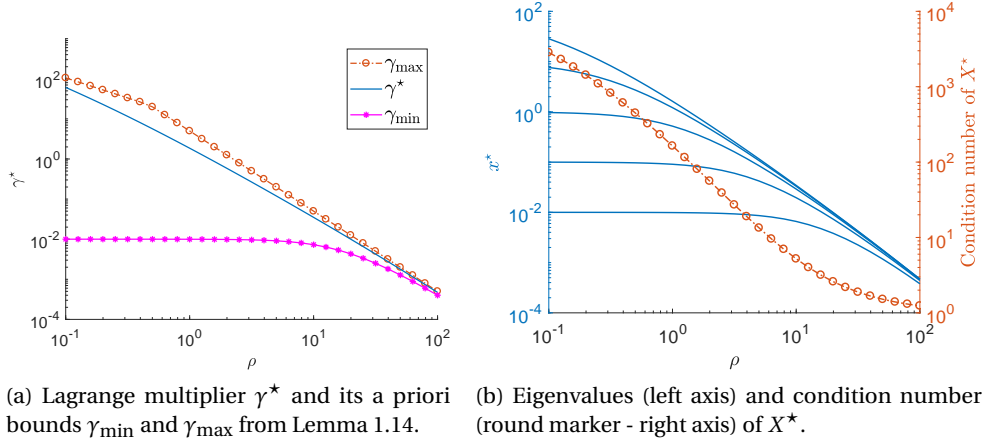 10^2
10^0
10^-2
10^-4
γ*
10^-1
10^0
10^1
10^2
ρ
γmax
γ*
γmin
10^2
10^0
10^-2
10^-4
x*
10^4
10^3
10^2
10^1
10^0
Condition number of X*
10^-1
10^0
10^1
10^2
ρ
(a) Lagrange multiplier γ* and its a priori
bounds γmin and γmax from Lemma 1.14.
(b) Eigenvalues (left axis) and condition number
(round marker - right axis) of X*.